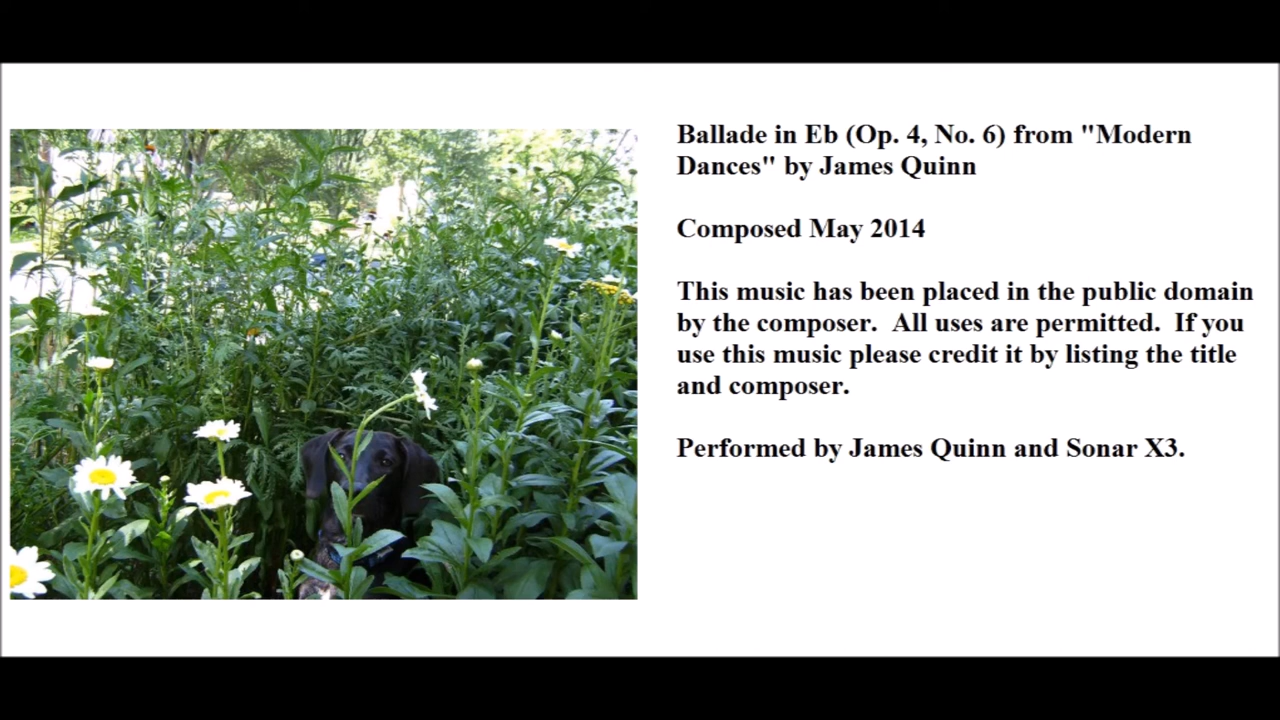 Ballade in Eb (Op. 4, No. 6) from "Modern
Dances" by James Quinn
Composed May 2014
This music has been placed in the public domain
by the composer.  All uses are permitted.  If you
use this music please credit it by listing the title
and composer.
Performed by James Quinn and Sonar X3.